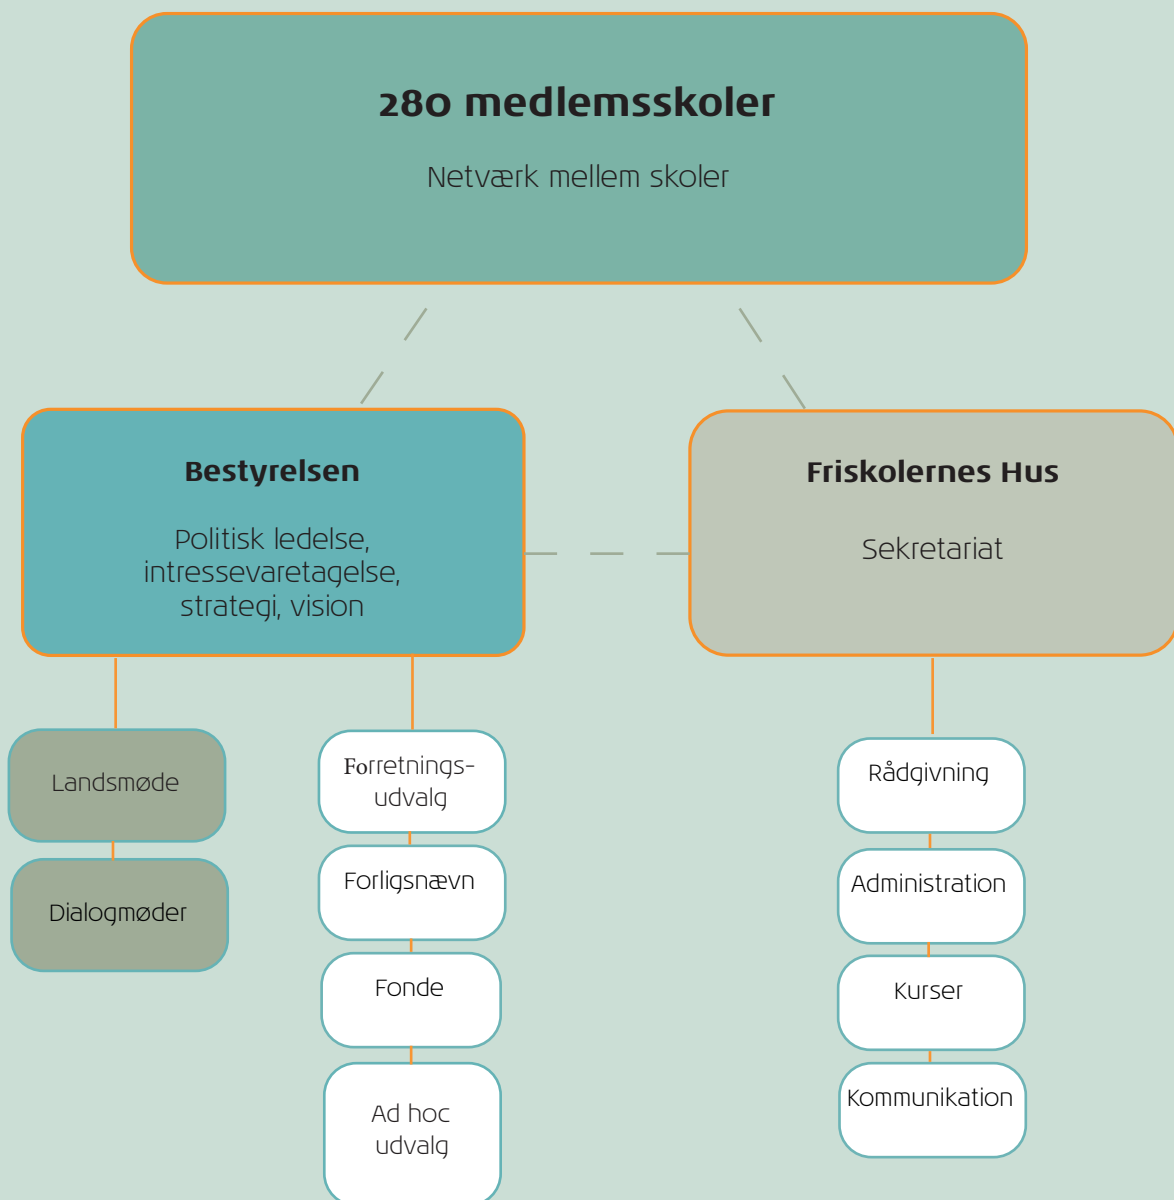 280 medlemsskoler
Netværk mellem skoler
Bestyrelsen
Politisk ledelse,
intressevaretagelse,
strategi, vision
Friskolernes Hus
Sekretariat
Landsmøde
Dialogmøder
Forretnings-
udvalg
Forligsnævn
Fonde
Ad hoc
udvalg
Rådgivning
Administration
Kurser
Kommunikation